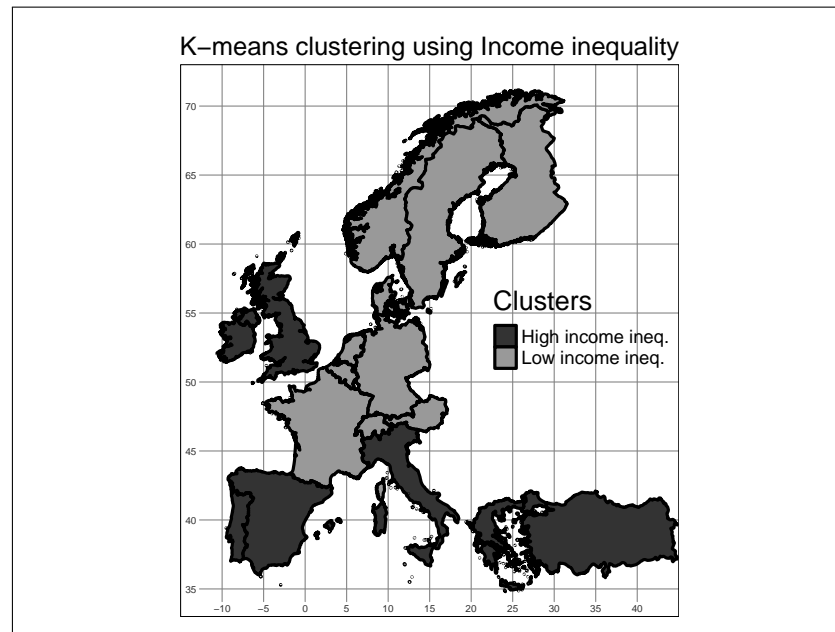 K−means clustering using Income inequality
70
65
60
55
50
45
40
35
−10 −5 0 5 10 15 20 25 30 35 40
Clusters
High income ineq.
Low income ineq.